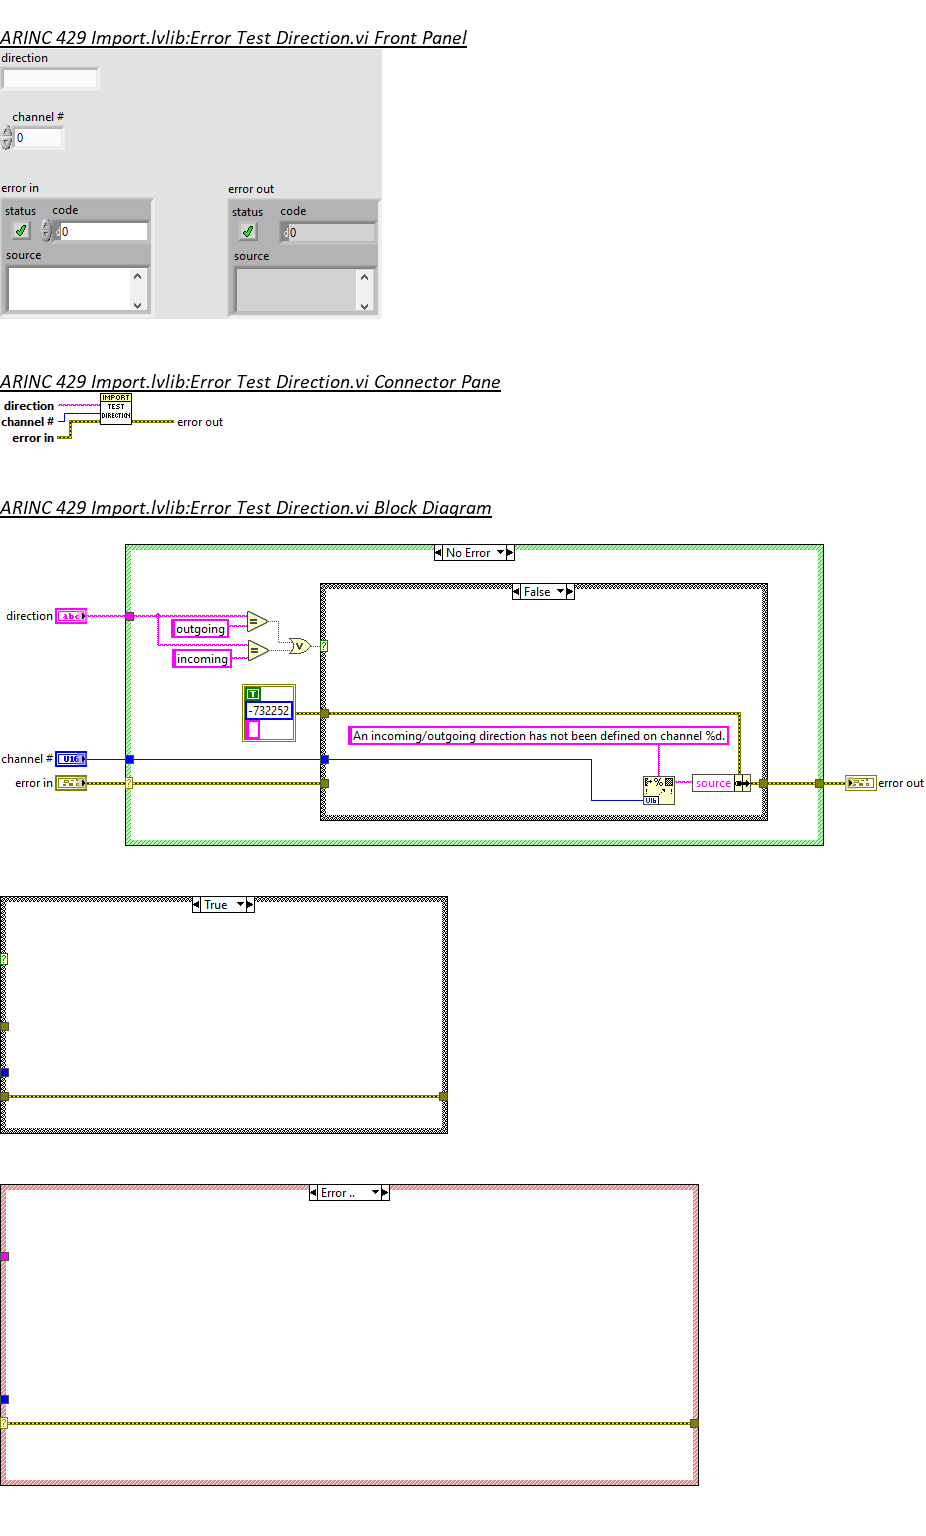 ARINC 429 Import.lvlib:Error Test Direction.vi Front Panel
direction
channel #
0
error in
error out
status code
0
source
status code
0
source
ARINC 429 Import.lvlib:Error Test Direction.vi Connector Pane
direction
channel #
error in
IMPORT
TEST
DIRECTION
error out
ARINC 429 Import.lvlib:Error Test Direction.vi Block Diagram
No Error
False
direction
abc
outgoing
incoming
T
-732252
An incoming/outgoing direction has not been defined on channel %d.
channel #
U16
error in
source
error out
True
Error ..